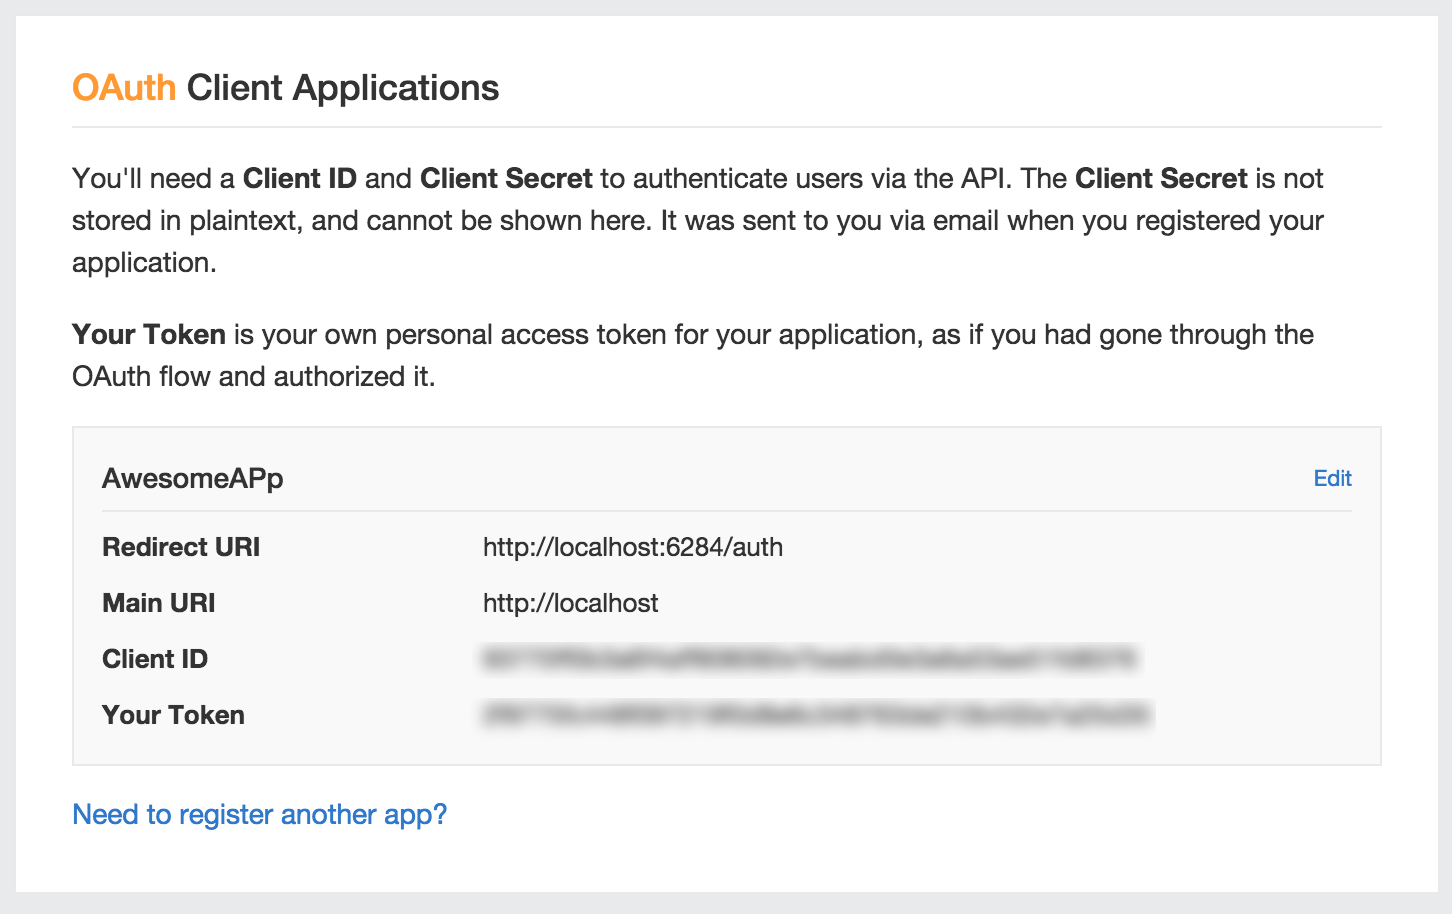 OAuth Client Applications
You'll need a Client ID and Client Secret to authenticate users via the API. The Client Secret is not
stored in plaintext, and cannot be shown here. It was sent to you via email when you registered your
application.
Your Token is your own personal access token for your application, as if you had gone through the
OAuth flow and authorized it.
AwesomeAPp Edit
Redirect URI http://localhost:6284/auth
Main URI http://localhost
Client ID
Your Token
Need to register another app?